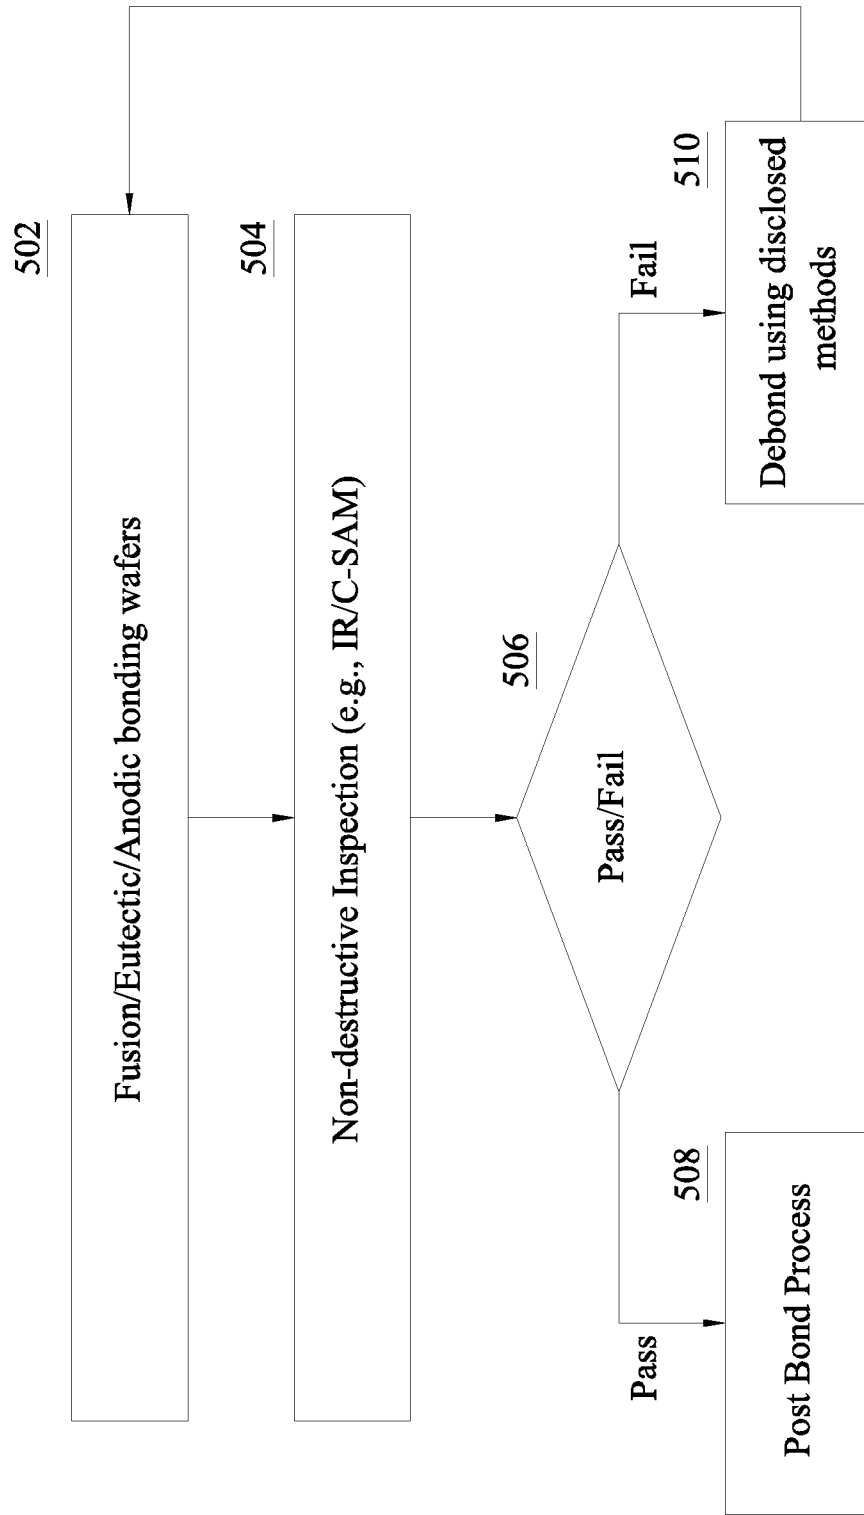 502
Fusion/Eutectic/Anodic bonding wafers
504
Non-destructive Inspection (e.g., IR/C-SAM)
506
Pass/Fail
Pass
Fail
508
Post Bond Process
510
Debond using disclosed
methods